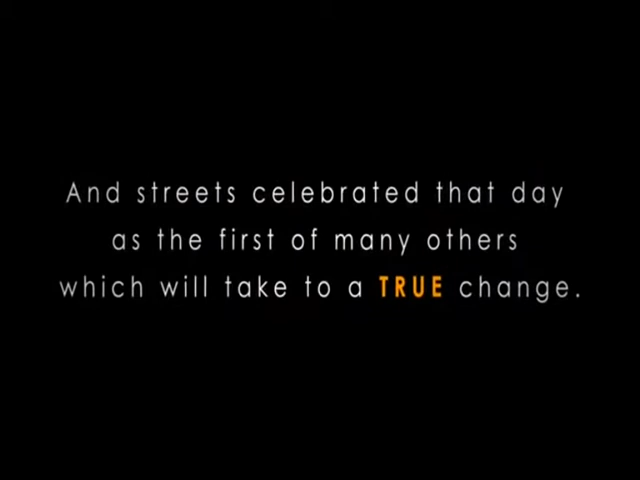 And streets celebrated that day
as the first of many others
which will take to a TRUE change.